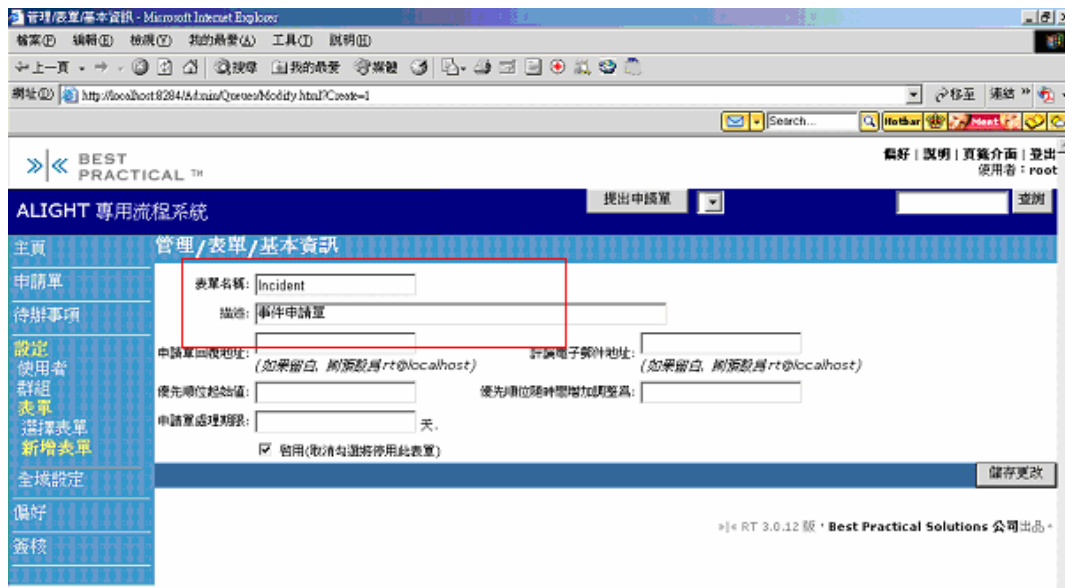 管理/表單/基本資訊 - Microsoft Internet Explorer
檔案(F) 編輯(E) 檢視(V) 我的最愛(A) 工具(T) 說明(H)
上一頁 搜尋 我的最愛 媒體
網址(D) http://localhost:8284/Admin/Queues/Modify.html?Create=1 移至 連結 »
Search... Hotbar
BEST PRACTICAL ™
偏好 | 說明 | 頁籤介面 | 登出
使用者：root
ALIGHT 專用流程系統 提出申請單 查詢
主頁
申請單
待辦事項
設定
使用者
群組
表單
選擇表單
新增表單
全域設定
偏好
簽核
管理/表單/基本資訊
表單名稱: Incident
描述: 事件申請單
申請單回覆地址:
(如果留白, 則預設為rt@localhost)
評論電子郵件地址:
(如果留白, 則預設為rt@localhost)
優先順位起始值:
優先順位隨時間增加調整為:
申請單處理期限: 天.
啓用(取消勾選將停用此表單)
儲存更改
»|« RT 3.0.12 版，Best Practical Solutions 公司出品。